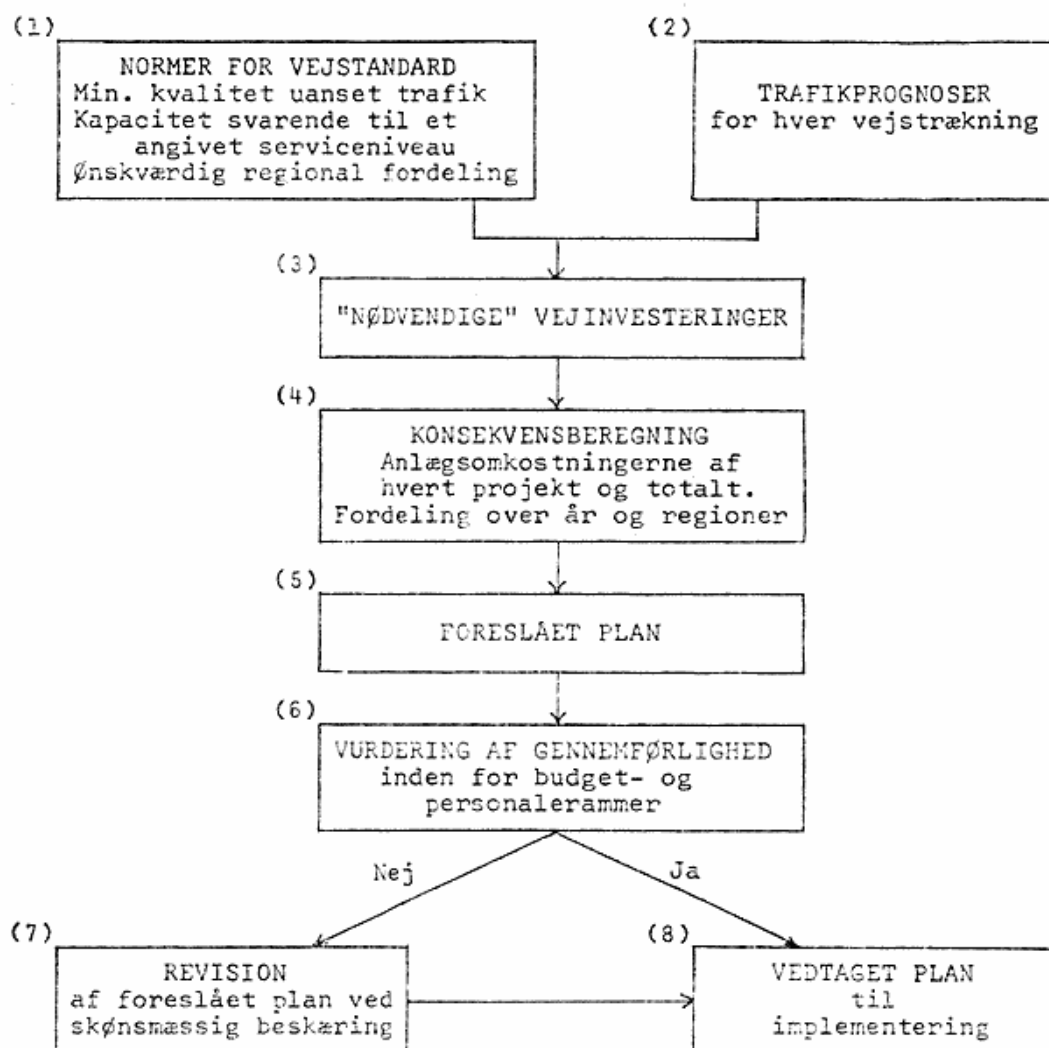 (1)
NORMER FOR VEJSTANDARD
Min. kvalitet uanset trafik
Kapacitet svarende til et
angivet serviceniveau
Ønskværdig regional fordeling
(2)
TRAFIKPROGNOSER
for hver vejstrækning
(3)
"NØDVENDIGE" VEJINVESTERINGER
(4)
KONSEKVENSBEREGNING
Anlægsomkostningerne af
hvert projekt og totalt.
Fordeling over år og regioner
(5)
FORESLÅET PLAN
(6)
VURDERING AF GENNEMFØRLIGHED
inden for budget- og
personalerammer
Nej
Ja
(7)
REVISION
af foreslået plan ved
skønsmæssig beskæring
(8)
VEDTAGET PLAN
til
implementering